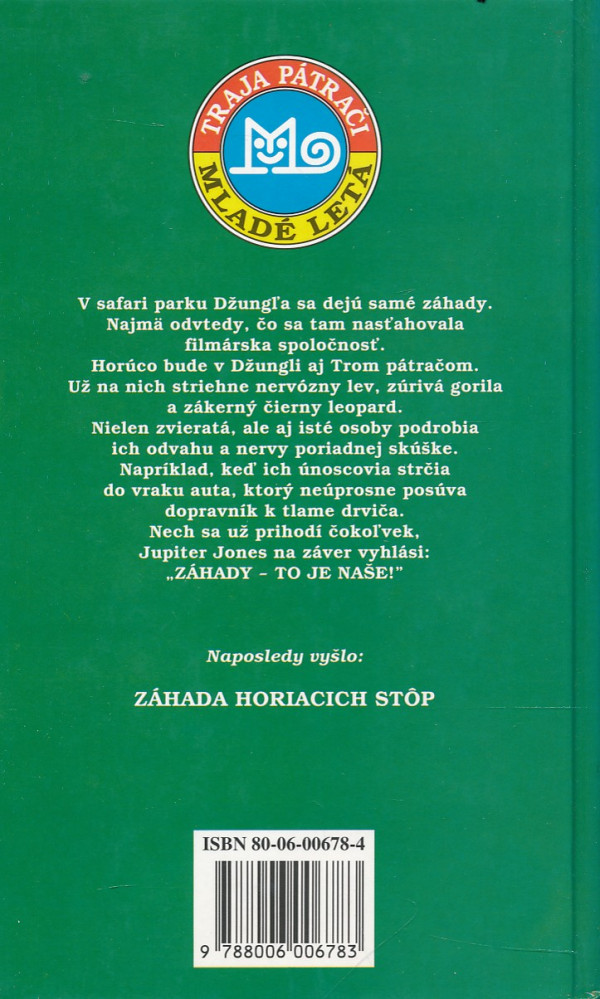 TRAJA PÁTRAČI
MLADÉ LETÁ
V safari parku Džungľa sa dejú samé záhady.
Najmä odvtedy, čo sa tam nasťahovala
filmárska spoločnosť.
Horúco bude v Džungli aj Trom pátračom.
Už na nich striehne nervózny lev, zúrivá gorila
a zákerný čierny leopard.
Nielen zvieratá, ale aj isté osoby podrobia
ich odvahu a nervy poriadnej skúške.
Napríklad, keď ich únoscovia strčia
do vraku auta, ktorý neúprosne posúva
dopravník k tlame drviča.
Nech sa už prihodí čokoľvek,
Jupiter Jones na záver vyhlási:
„ZÁHADY – TO JE NAŠE!”
Naposledy vyšlo:
ZÁHADA HORIACICH STÔP
ISBN 80-06-00678-4
9 788006 006783